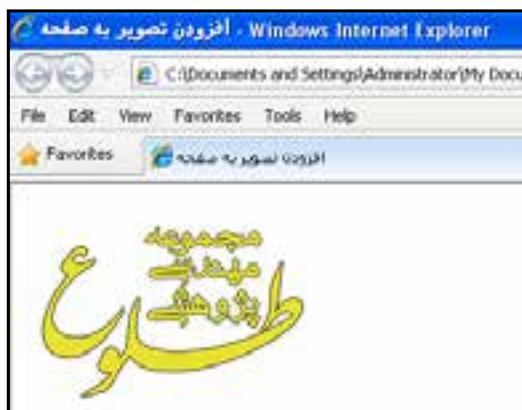 افزودن تصویر به صفحه - Windows Internet Explorer
C:\Documents and Settings\Administrator\My Docu
File Edit View Favorites Tools Help
Favorites افزودن تصویر به صفحه
مجموعه
مهندسی
پژوهشی
طلوع